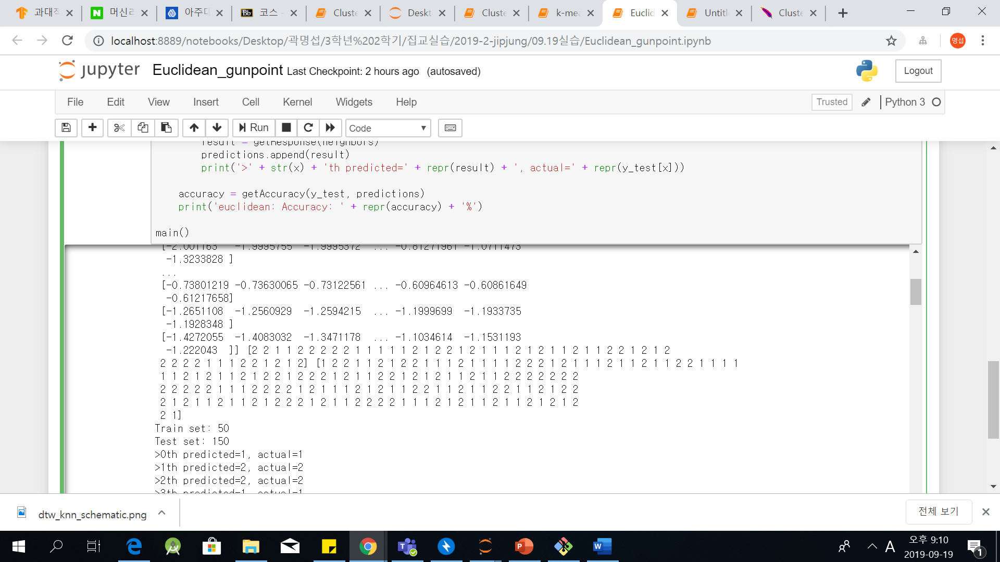 과대적
머신러
아주대
Bb 코스 -
Cluste
Deskt
Cluste
k-mea
Euclid
Untitl
Cluste
localhost:8889/notebooks/Desktop/곽명섭/3학년%202학기/집교실습/2019-2-jipjung/09.19실습/Euclidean_gunpoint.ipynb
명섭
jupyter Euclidean_gunpoint Last Checkpoint: 2 hours ago (autosaved)
Logout
File Edit View Insert Cell Kernel Widgets Help
Trusted
Python 3
Run
Code
result = getResponse(neighbors)
predictions.append(result)
print('>' + str(x) + 'th predicted=' + repr(result) + ', actual=' + repr(y_test[x]))
accuracy = getAccuracy(y_test, predictions)
print('euclidean: Accuracy: ' + repr(accuracy) + '%')
main()
[-2.001163 -1.9995755 -1.9995372 ... -0.81271961 -1.0711473
-1.3233828 ]
...
[-0.73801219 -0.73630065 -0.73122561 ... -0.60964613 -0.60861649
-0.61217658]
[-1.2651108 -1.2560929 -1.2594215 ... -1.1999699 -1.1933735
-1.1928348 ]
[-1.4272055 -1.4083032 -1.3471178 ... -1.1034614 -1.1531193
-1.222043 ]] [2 2 1 1 2 2 2 2 2 1 1 1 1 1 2 1 2 2 1 2 1 1 1 2 1 2 1 1 2 1 1 2 2 1 2 1 2
2 2 2 2 1 1 1 2 2 1 2 1 2] [1 2 2 1 1 2 1 2 2 1 1 1 2 1 1 1 1 2 2 2 1 2 1 1 1 2 1 1 2 1 1 2 2 1 1 1 1
1 1 2 1 2 1 1 2 1 2 2 1 2 2 2 1 2 1 1 2 2 1 2 1 2 1 1 2 1 1 2 2 2 2 2 2 2
2 2 2 2 2 1 1 1 2 2 2 2 1 2 1 1 1 2 1 2 1 1 2 2 1 1 2 1 1 2 2 1 1 2 1 2 2
2 1 2 1 1 2 1 1 2 1 2 2 2 1 2 1 1 2 2 2 2 1 1 1 2 1 2 1 1 2 1 1 2 1 2 1 2
2 1]
Train set: 50
Test set: 150
>0th predicted=1, actual=1
>1th predicted=2, actual=2
>2th predicted=2, actual=2
>3th predicted=1, actual=1
dtw_knn_schematic.png
전체 보기
A
오후 9:10
2019-09-19
1